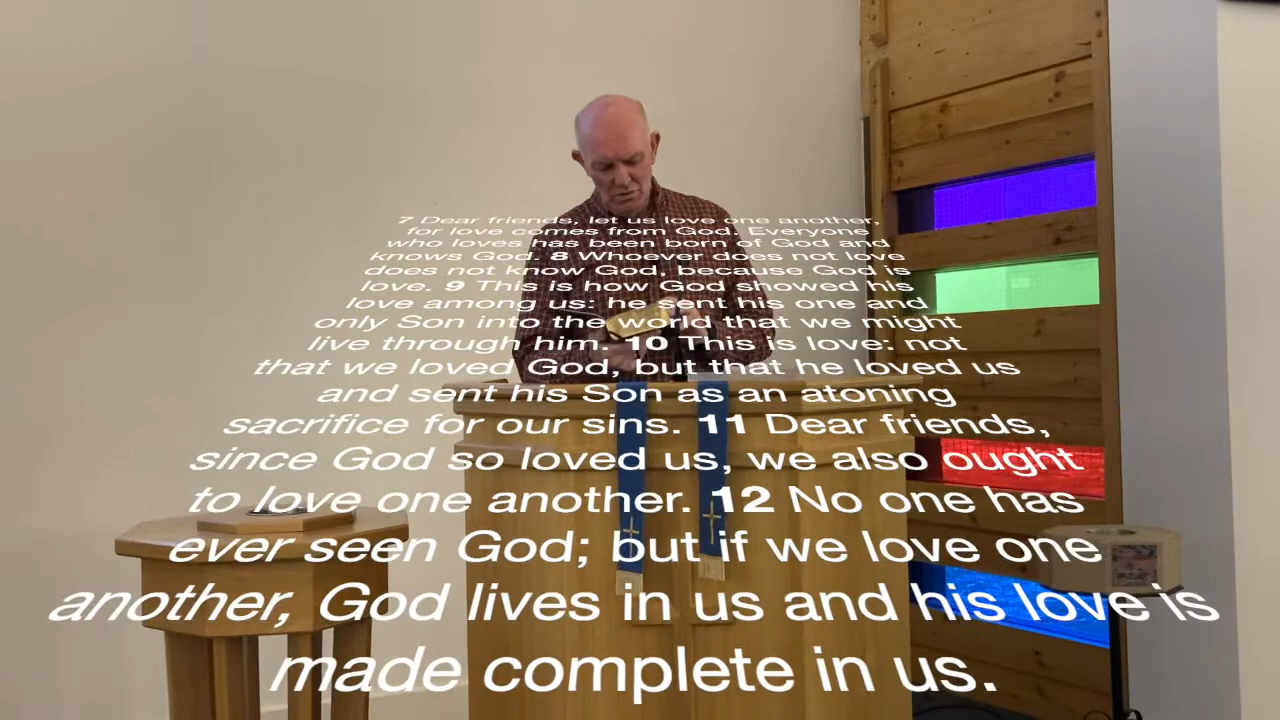 7 Dear friends, let us love one another,
for love comes from God. Everyone
who loves has been born of God and
knows God. 8 Whoever does not love
does not know God, because God is
love. 9 This is how God showed his
love among us: he sent his one and
only Son into the world that we might
live through him. 10 This is love: not
that we loved God, but that he loved us
and sent his Son as an atoning
sacrifice for our sins. 11 Dear friends,
since God so loved us, we also ought
to love one another. 12 No one has
ever seen God; but if we love one
another, God lives in us and his love is
made complete in us.